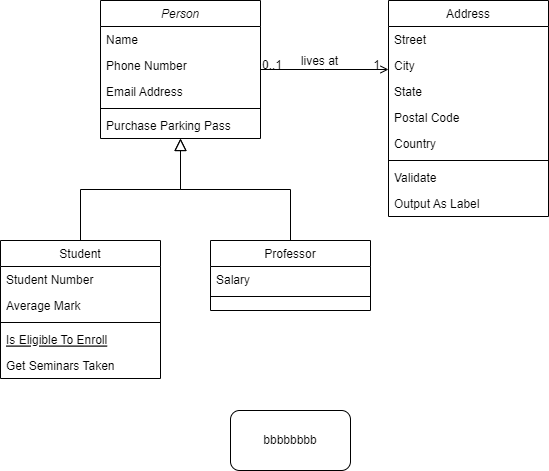 Person
Name
Phone Number
Email Address
Purchase Parking Pass
0..1
lives at
1
Address
Street
City
State
Postal Code
Country
Validate
Output As Label
Student
Student Number
Average Mark
Is Eligible To Enroll
Get Seminars Taken
Professor
Salary
bbbbbbbb